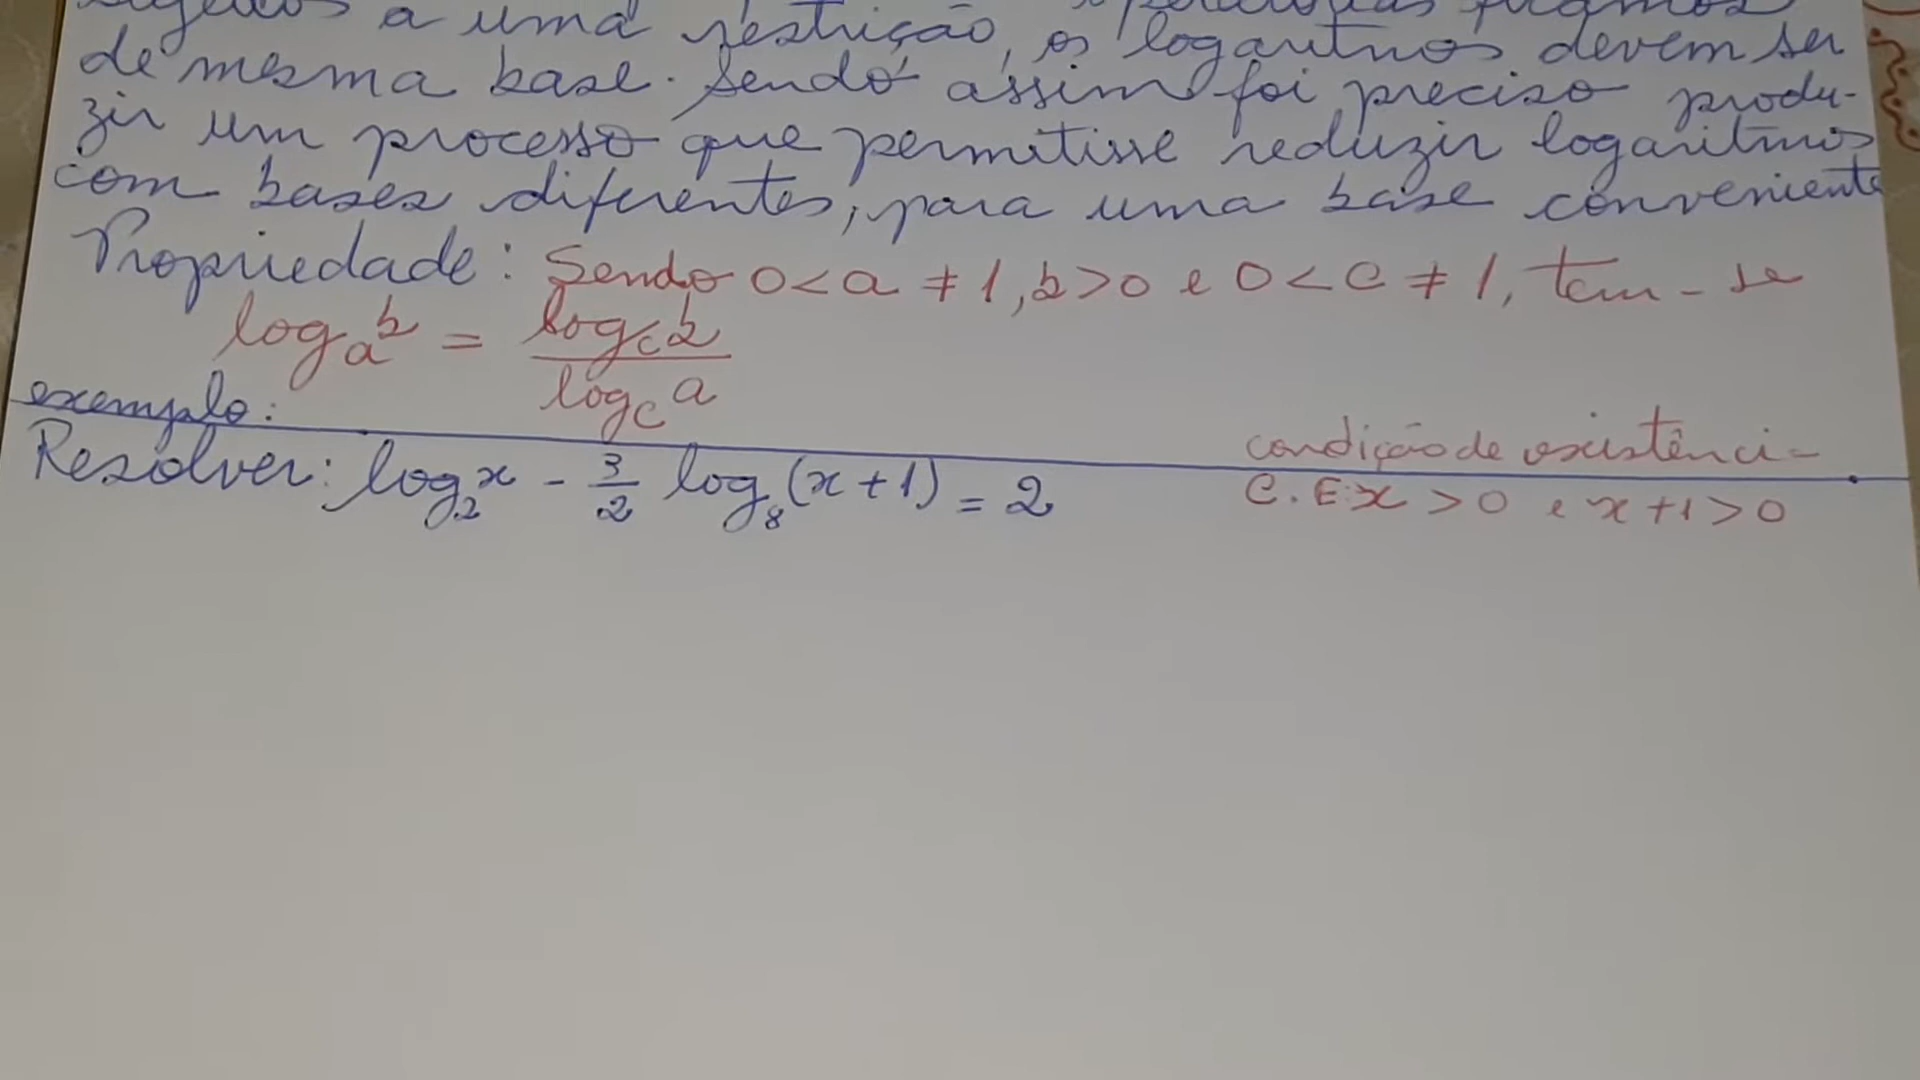 a uma restrição, os logaritmos devem ser
de mesma base. Sendo assim foi preciso produ-
zir um processo que permitisse reduzir logaritmos
com bases diferentes, para uma base conveniente
Propriedade: Sendo 0 < a ≠ 1, b > 0 e 0 < c ≠ 1, tem-se
log_a b = log_c b / log_c a
exemplo:
Resolver: log_2 x - 3/2 log_8 (x+1) = 2
condição de existênci-
C.E: x > 0 e x+1 > 0